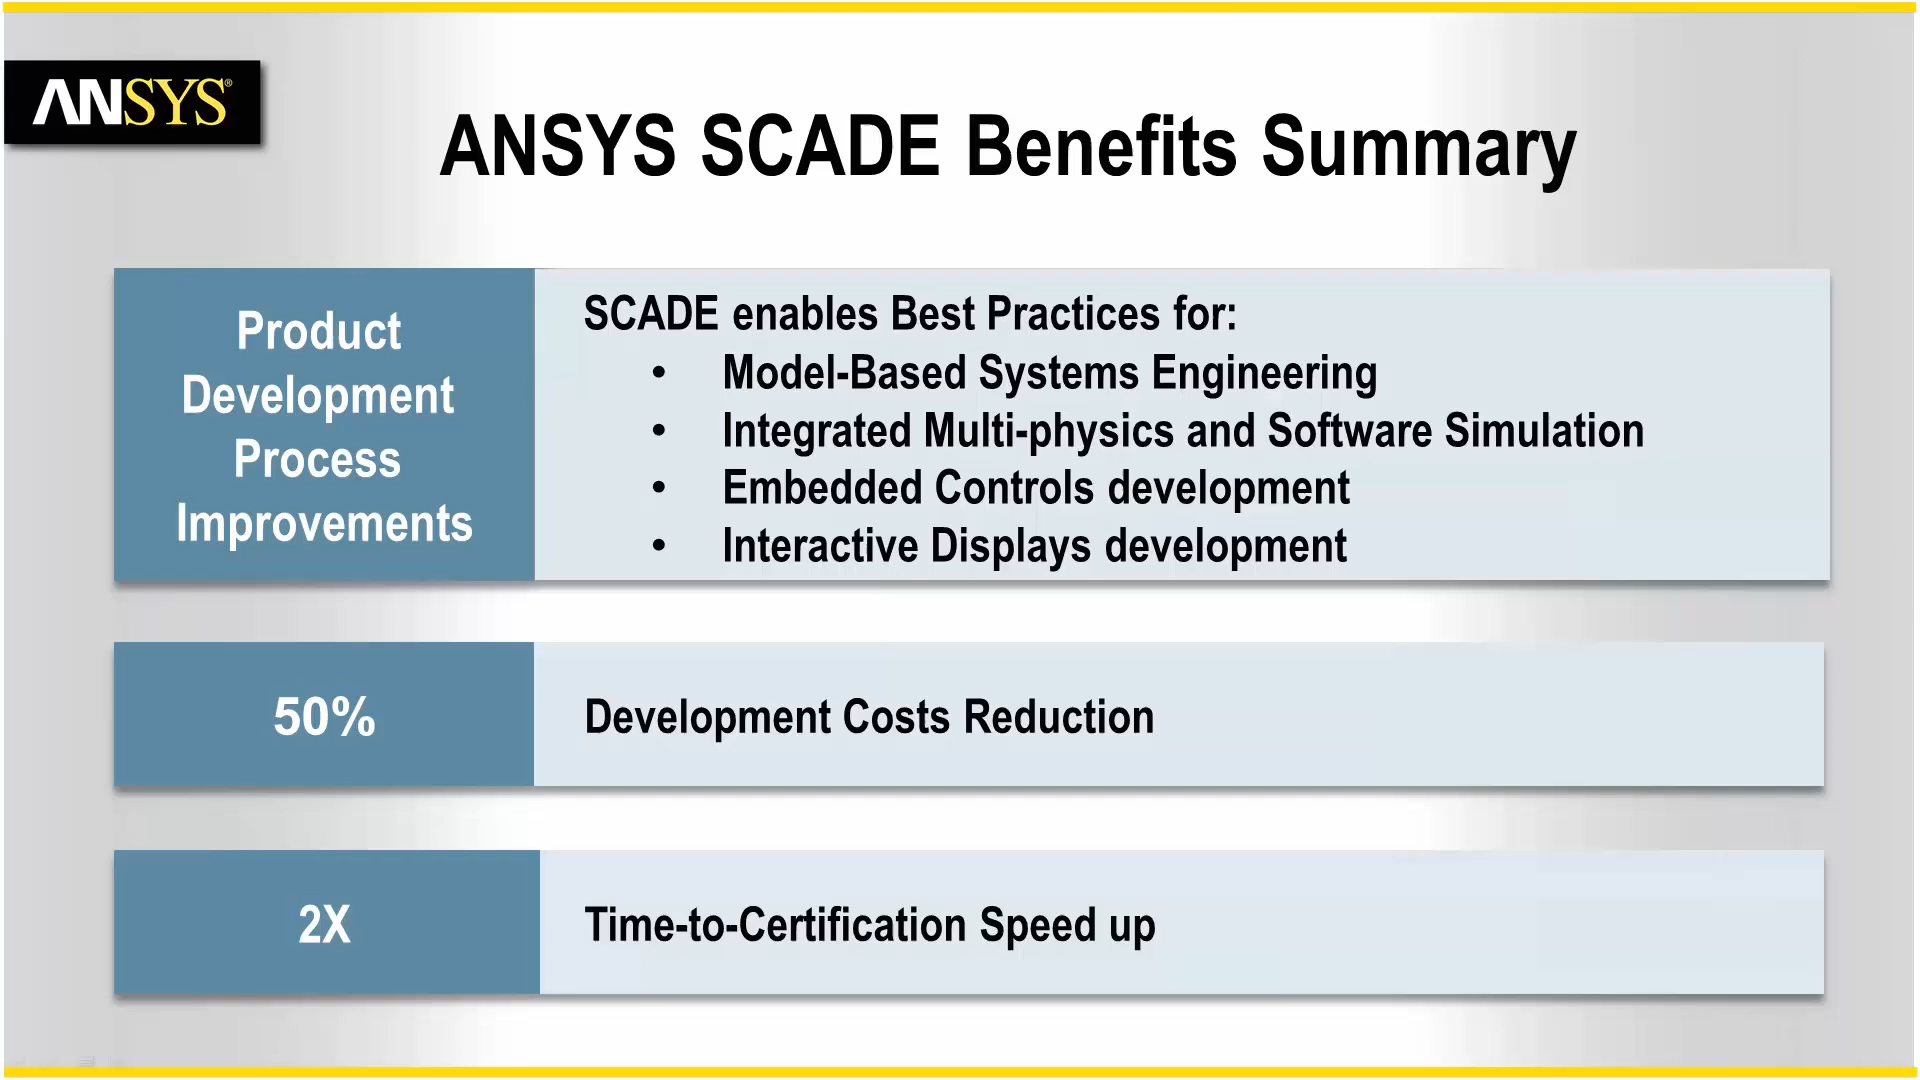 ANSYS®
ANSYS SCADE Benefits Summary
Product
Development
Process
Improvements
SCADE enables Best Practices for:
• Model-Based Systems Engineering
• Integrated Multi-physics and Software Simulation
• Embedded Controls development
• Interactive Displays development
50%
Development Costs Reduction
2X
Time-to-Certification Speed up